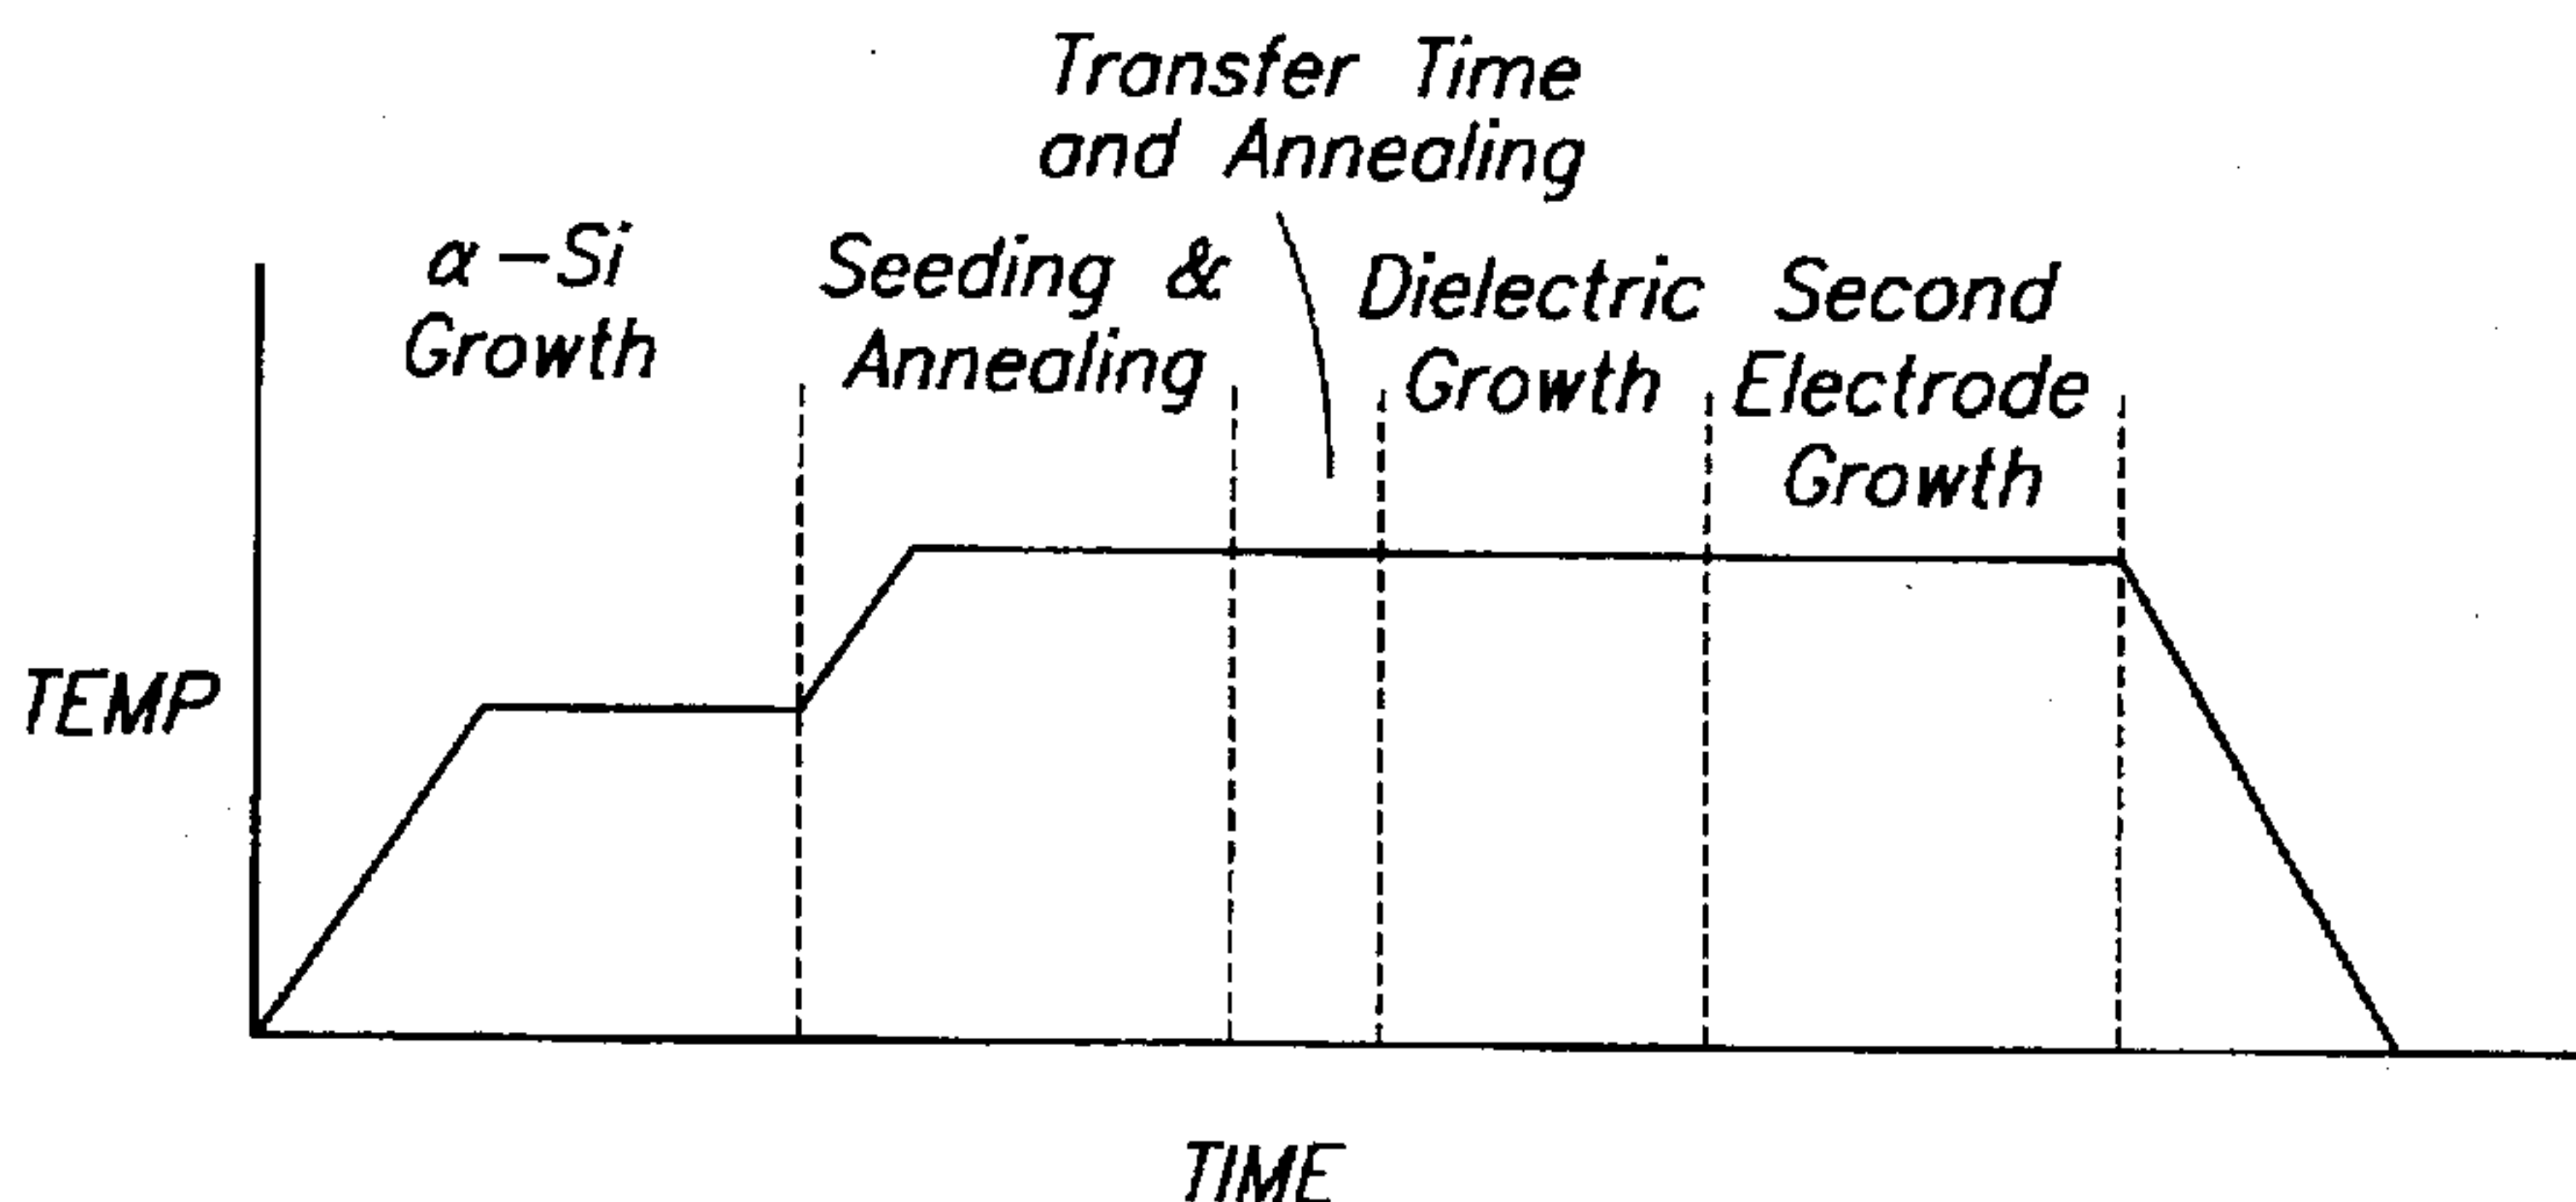 Transfer Time
and Annealing
α-Si
Growth
Seeding &
Annealing
Dielectric
Growth
Second
Electrode
Growth
TEMP
TIME